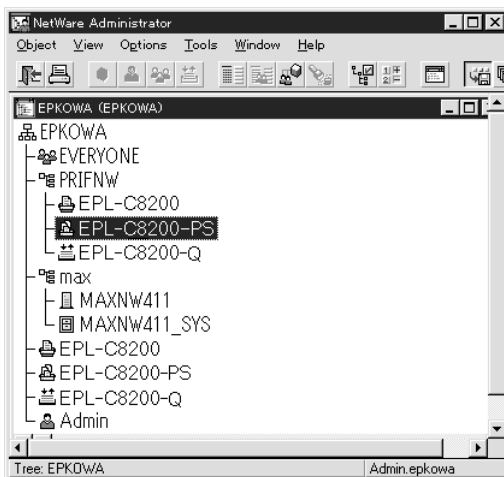 NetWare Administrator
Object View Options Tools Window Help
EPKOWA (EPKOWA)
EPKOWA
EVERYONE
PRIFNW
EPL-C8200
EPL-C8200-PS
EPL-C8200-Q
max
MAXNW411
MAXNW411_SYS
EPL-C8200
EPL-C8200-PS
EPL-C8200-Q
Admin
Tree: EPKOWA Admin.epkowa